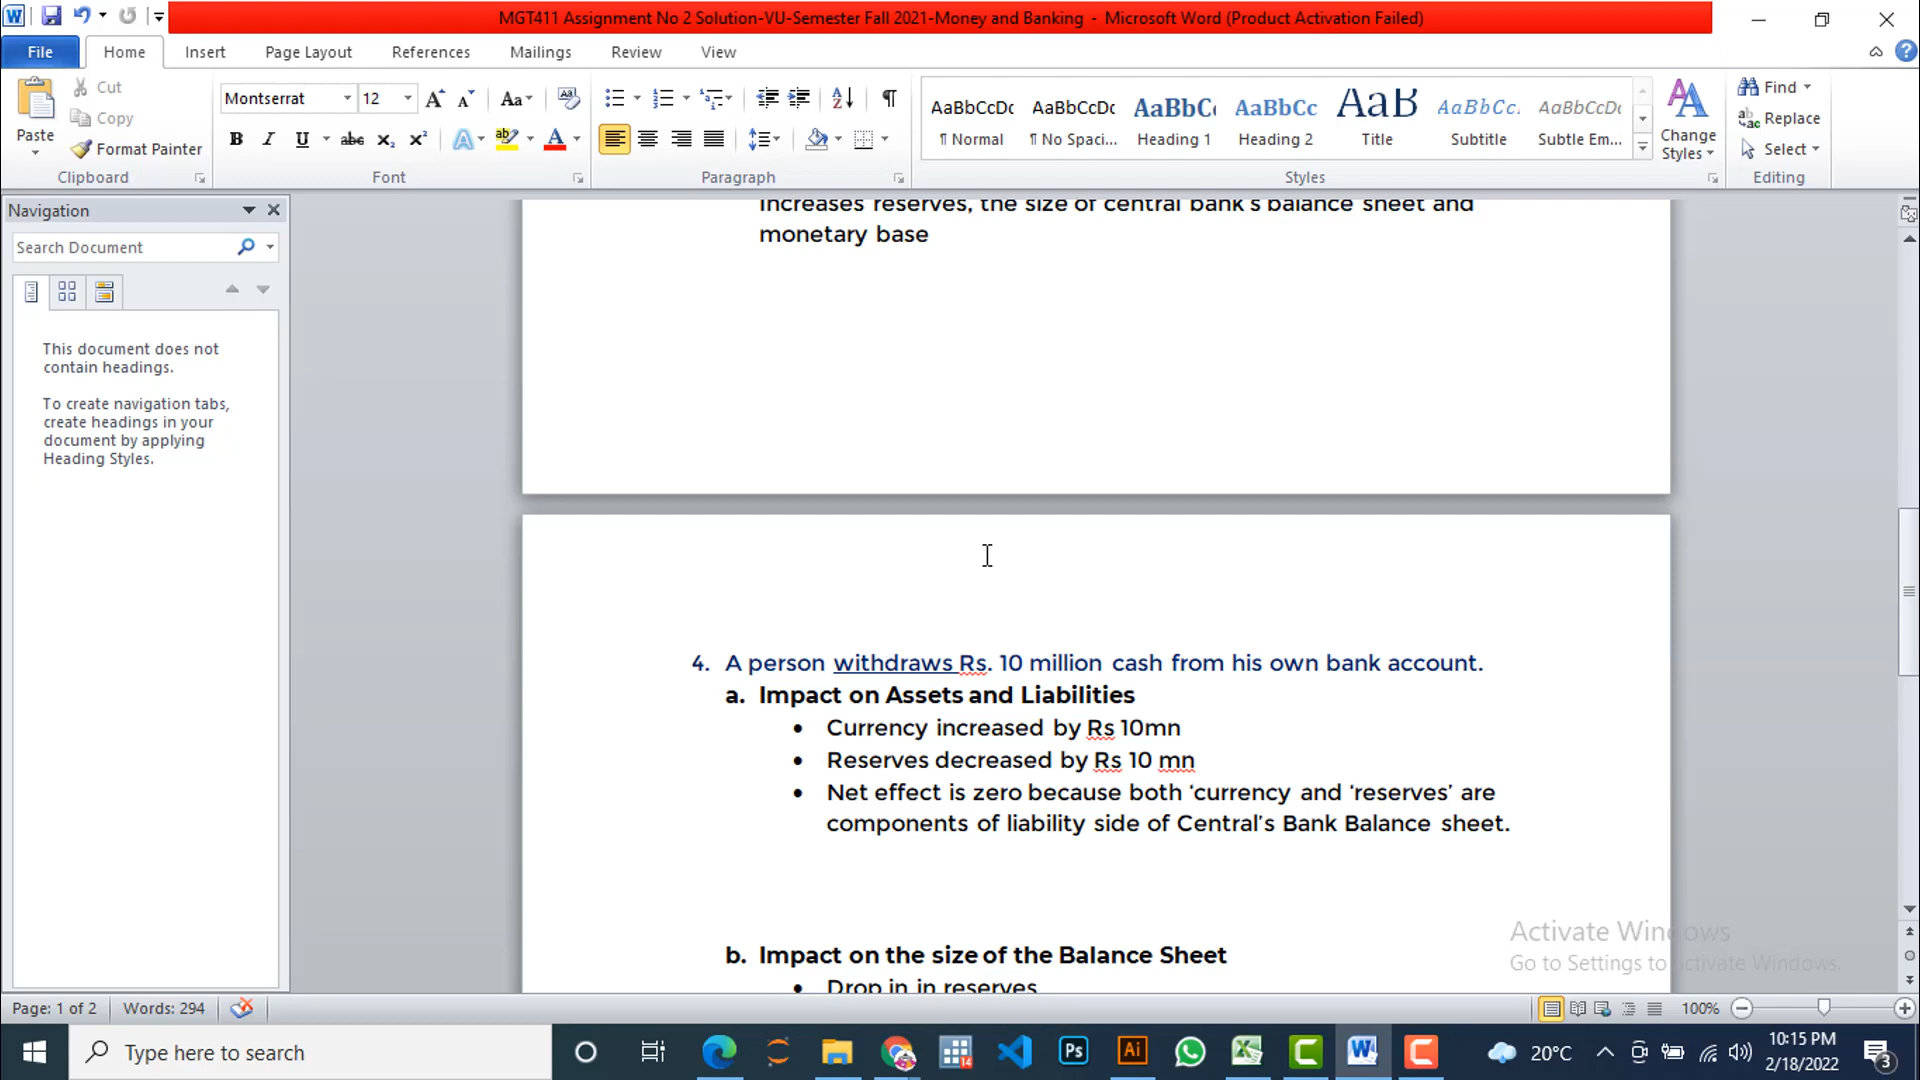 MGT411 Assignment No 2 Solution-VU-Semester Fall 2021-Money and Banking - Microsoft Word (Product Activation Failed)
File Home Insert Page Layout References Mailings Review View
Paste
Cut
Copy
Format Painter
Clipboard
Montserrat 12
Font
Paragraph
AaBbCcDc AaBbCcDc AaBbC AaBbCc AaB AaBbCc. AaBbCcDc
¶ Normal ¶ No Spaci... Heading 1 Heading 2 Title Subtitle Subtle Em...
Change
Styles
Styles
Find
Replace
Select
Editing
Navigation
Search Document
This document does not
contain headings.
To create navigation tabs,
create headings in your
document by applying
Heading Styles.
Increases reserves, the size of central bank's balance sheet and
monetary base
4. A person withdraws Rs. 10 million cash from his own bank account.
a. Impact on Assets and Liabilities
• Currency increased by Rs 10mn
• Reserves decreased by Rs 10 mn
• Net effect is zero because both ‘currency and ‘reserves’ are
components of liability side of Central’s Bank Balance sheet.
b. Impact on the size of the Balance Sheet
• Drop in in reserves
Activate Windows
Go to Settings to activate Windows.
Page: 1 of 2 Words: 294 100%
Type here to search
20°C
10:15 PM
2/18/2022
3